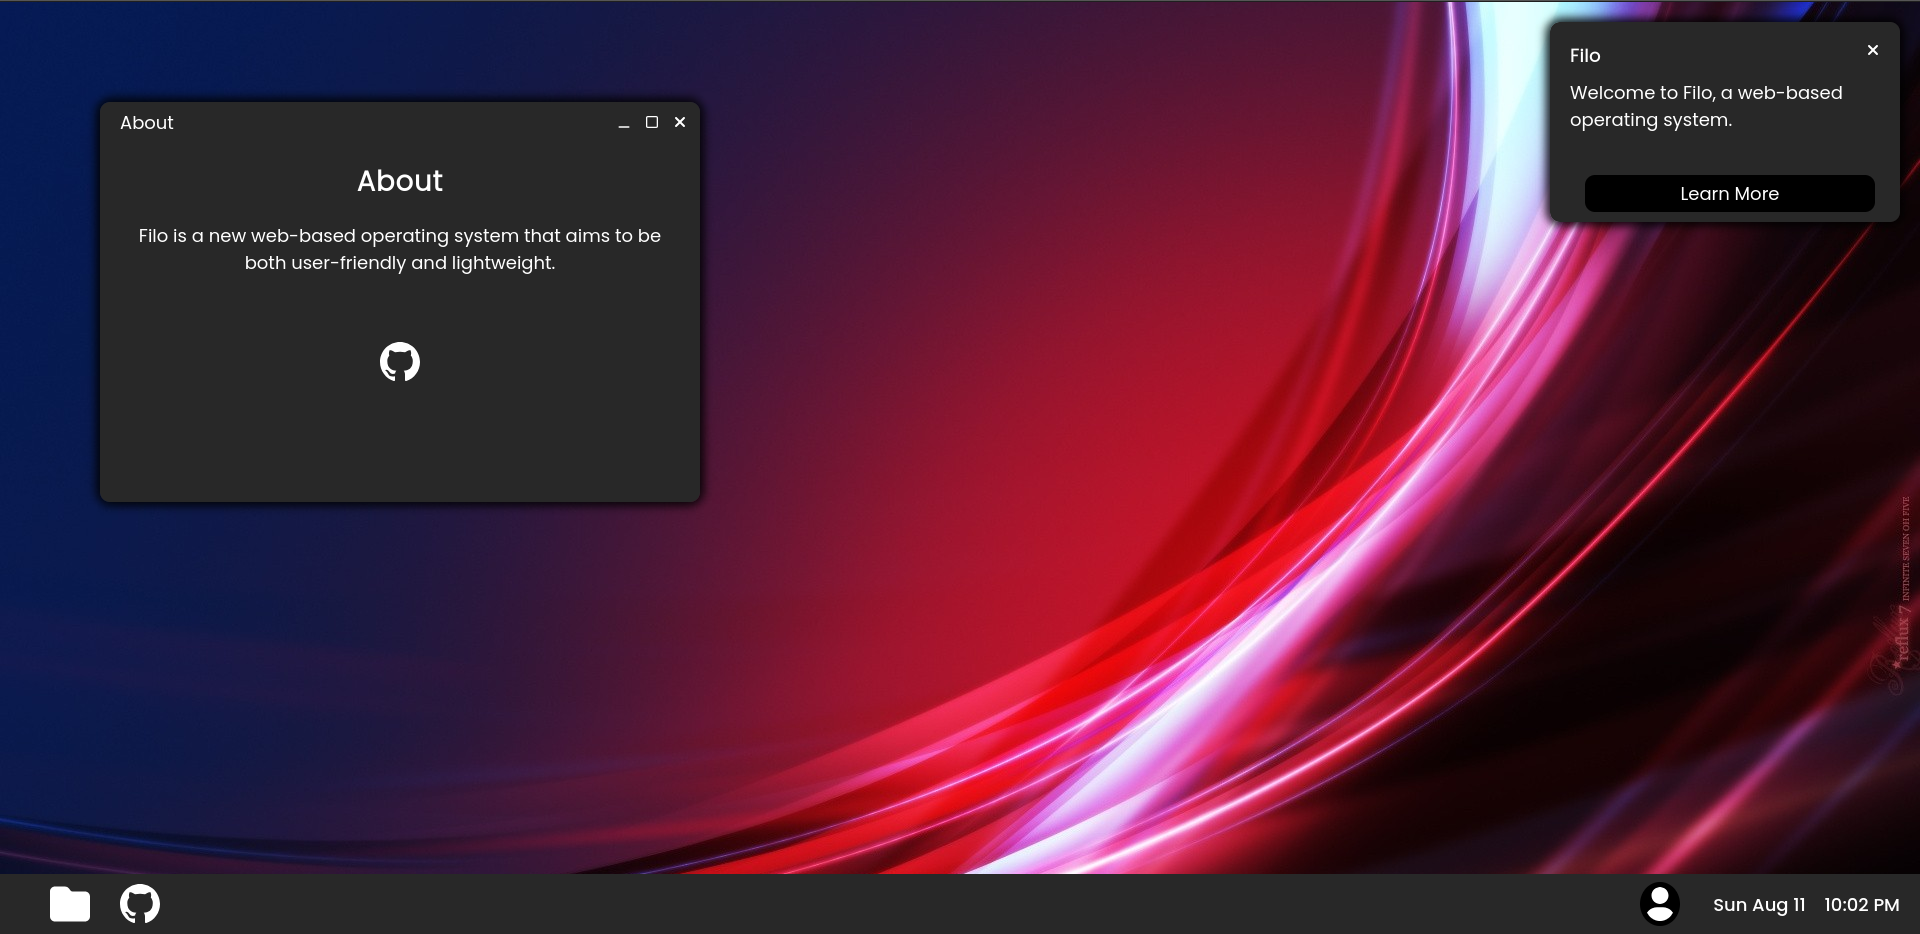 About
About
Filo is a new web-based operating system that aims to be
both user-friendly and lightweight.
Filo
Welcome to Filo, a web-based
operating system.
Learn More
reflux 7 INFINITE SEVEN OH FIVE
Sun Aug 11 10:02 PM